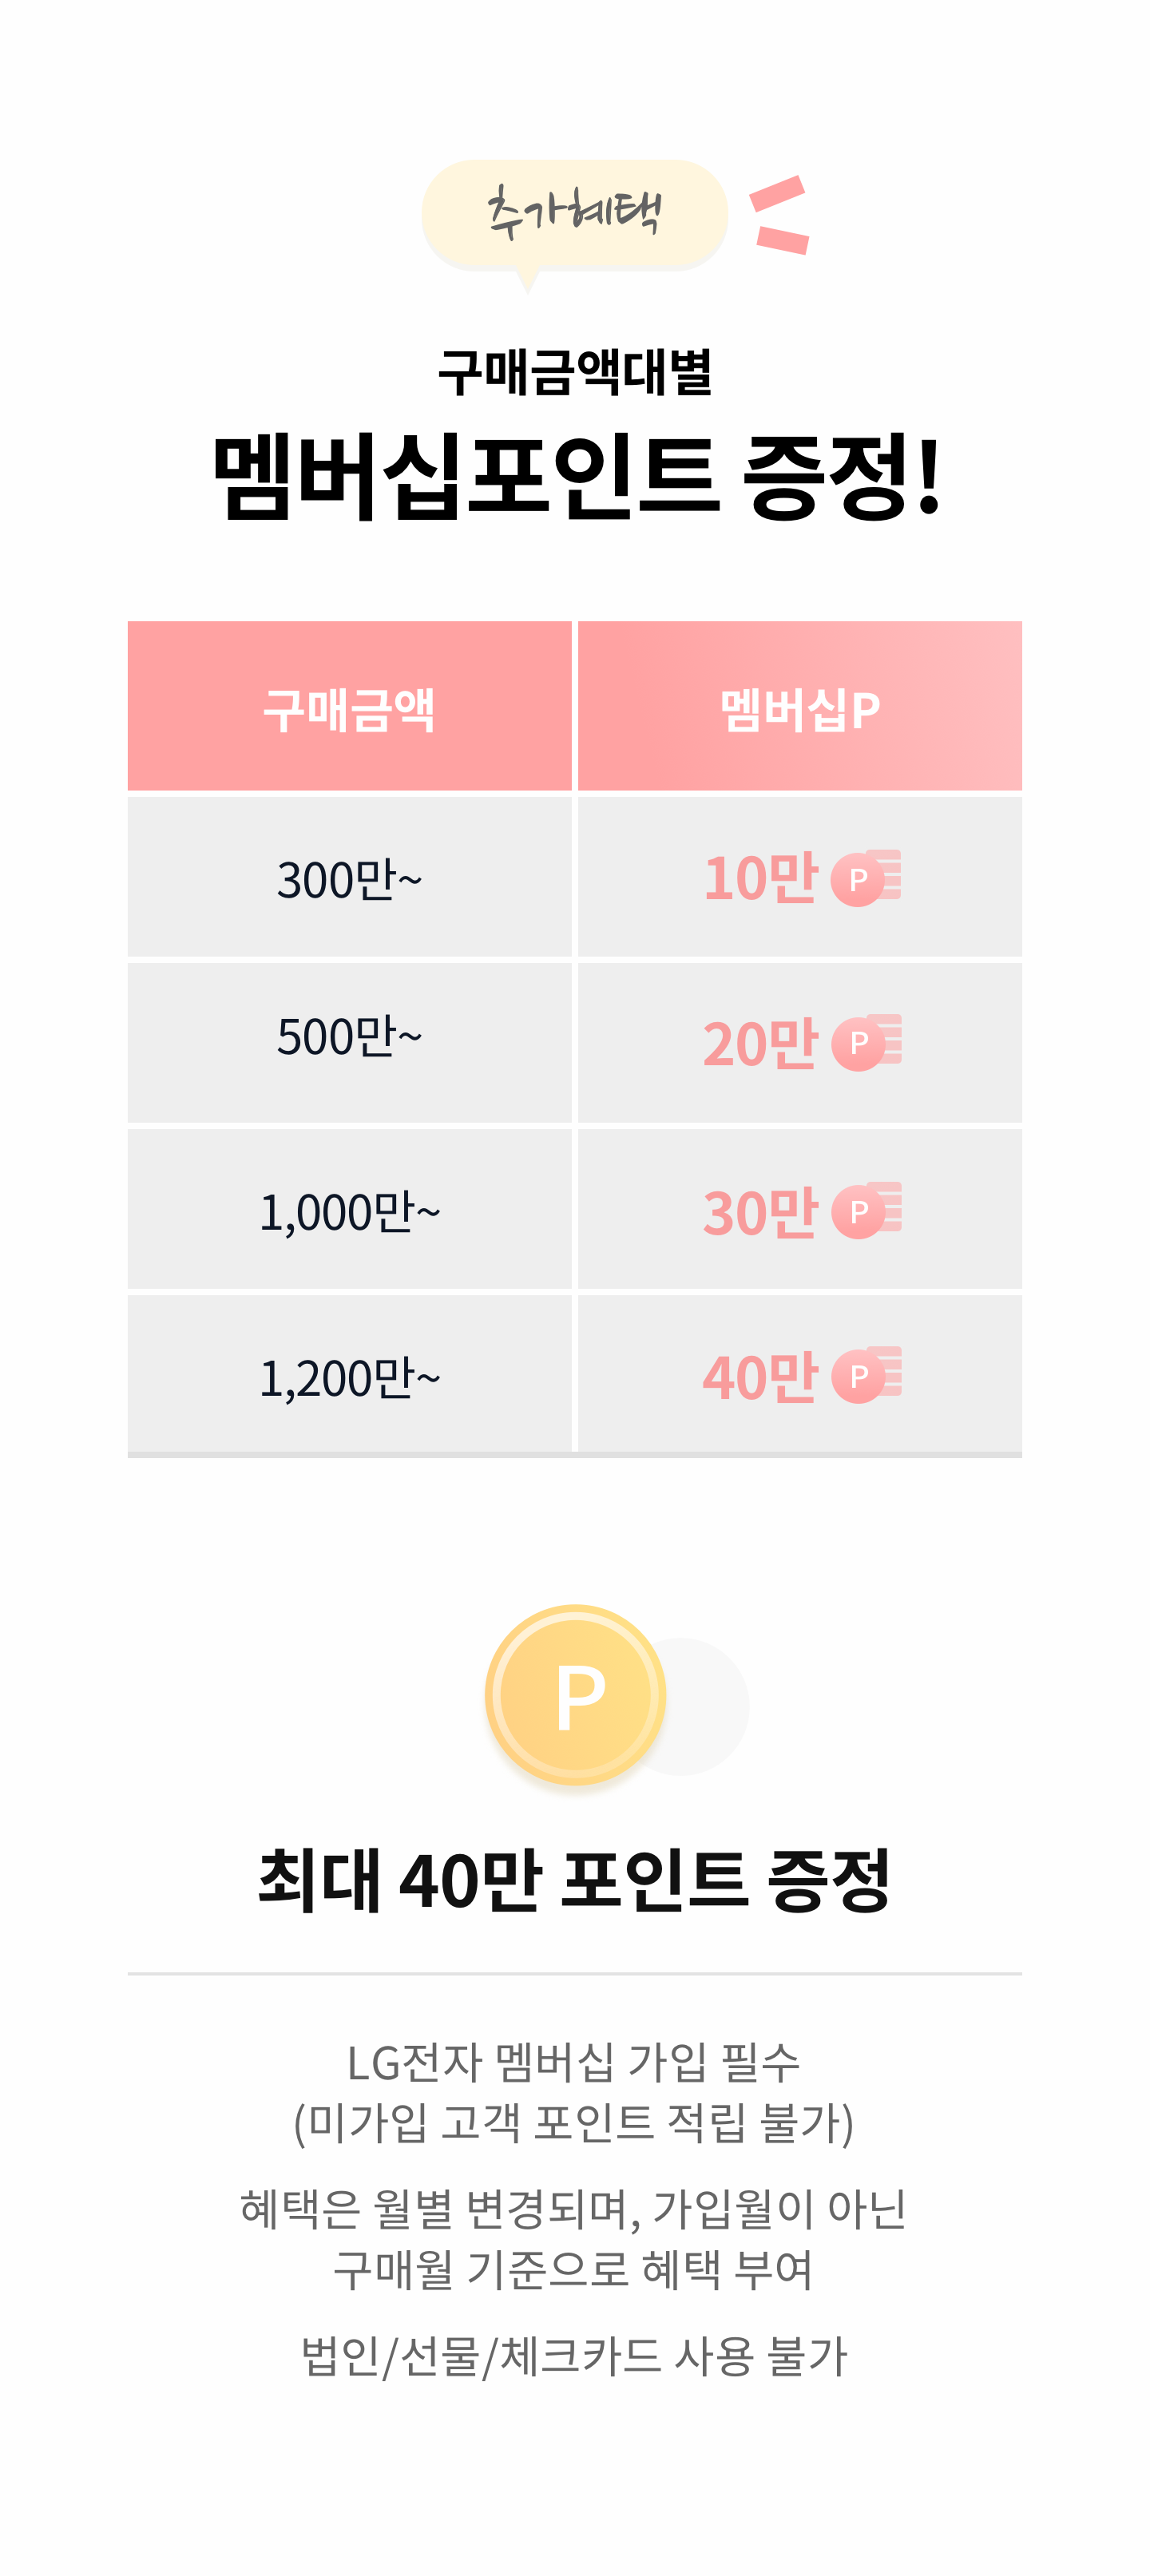 추가혜택
구매금액대별
멤버십포인트 증정!
구매금액 멤버십P
300만~ 10만 P
500만~ 20만 P
1,000만~ 30만 P
1,200만~ 40만 P
P
최대 40만 포인트 증정
LG전자 멤버십 가입 필수
(미가입 고객 포인트 적립 불가)
혜택은 월별 변경되며, 가입월이 아닌
구매월 기준으로 혜택 부여
법인/선물/체크카드 사용 불가